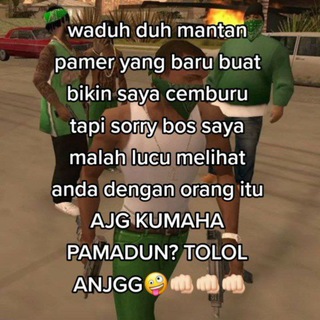 waduh duh mantan
pamer yang baru buat
bikin saya cemburu
tapi sorry bos saya
malah lucu melihat
anda dengan orang itu
AJG KUMAHA
PAMADUN? TOLOL
ANJGG🤪👊🏻👊🏻👊🏻